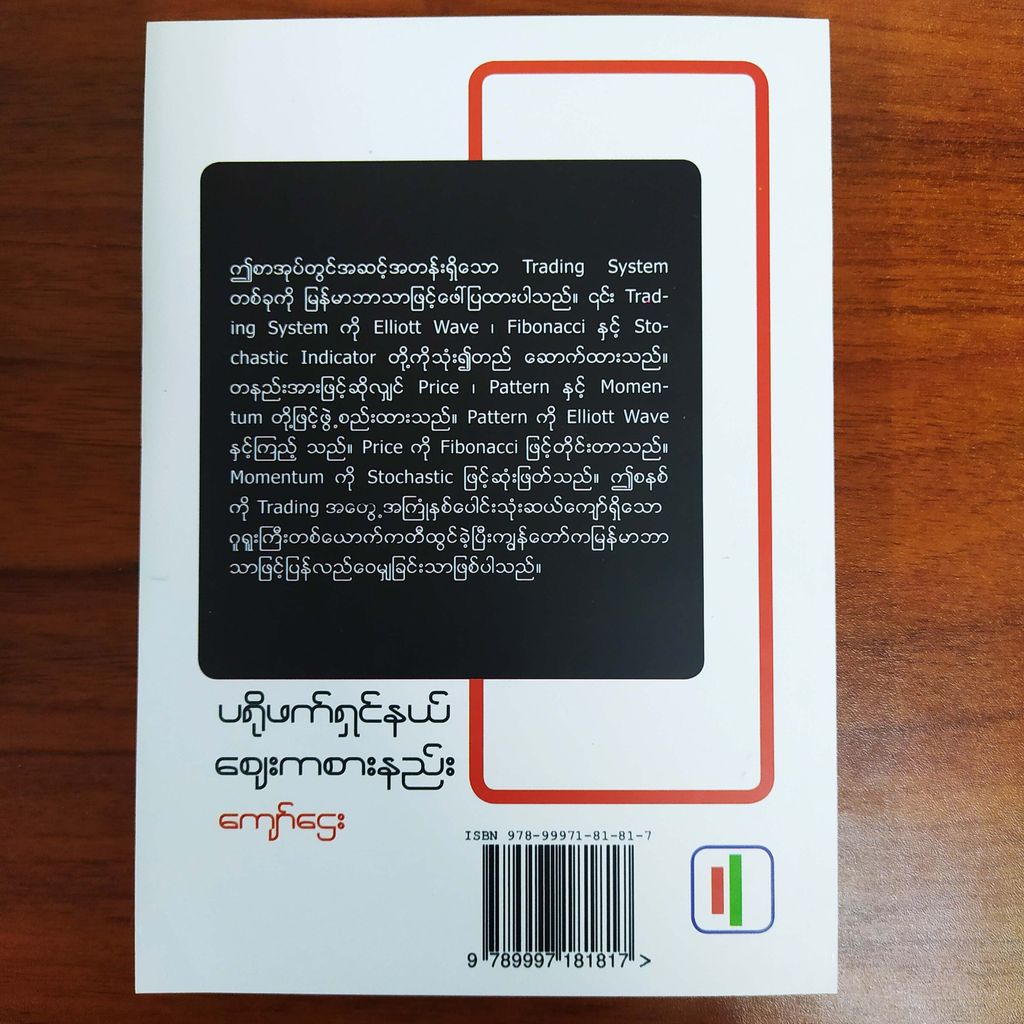 ဤစာအုပ်တွင်အဆင့်အတန်းရှိသော Trading System
တစ်ခုကို မြန်မာဘာသာဖြင့်ဖေါ်ပြထားပါသည်။ ၎င်း Trad-
ing System ကို Elliott Wave ၊ Fibonacci နှင့် Sto-
chastic Indicator တို့ကိုသုံး၍တည် ဆောက်ထားသည်။
တနည်းအားဖြင့်ဆိုလျှင် Price ၊ Pattern နှင့် Momen-
tum တို့ဖြင့်ဖွဲ့စည်းထားသည်။ Pattern ကို Elliott Wave
နှင့်ကြည့် သည်။ Price ကို Fibonacci ဖြင့်တိုင်းတာသည်။
Momentum ကို Stochastic ဖြင့်ဆုံးဖြတ်သည်။ ဤစနစ်
ကို Trading အတွေ့အကြုံနှစ်ပေါင်းသုံးဆယ်ကျော်ရှိသော
ဂူရူးကြီးတစ်ယောက်ကတီထွင်ခဲ့ပြီးကျွန်တော်ကမြန်မာဘာ
သာဖြင့်ပြန်လည်ဝေမျှခြင်းသာဖြစ်ပါသည်။
ပရိုဖက်ရှင်နယ်
ဈေးကစားနည်း
ကျော်ဌေး
ISBN 978-99971-81-81-7
9 789997 181817 >